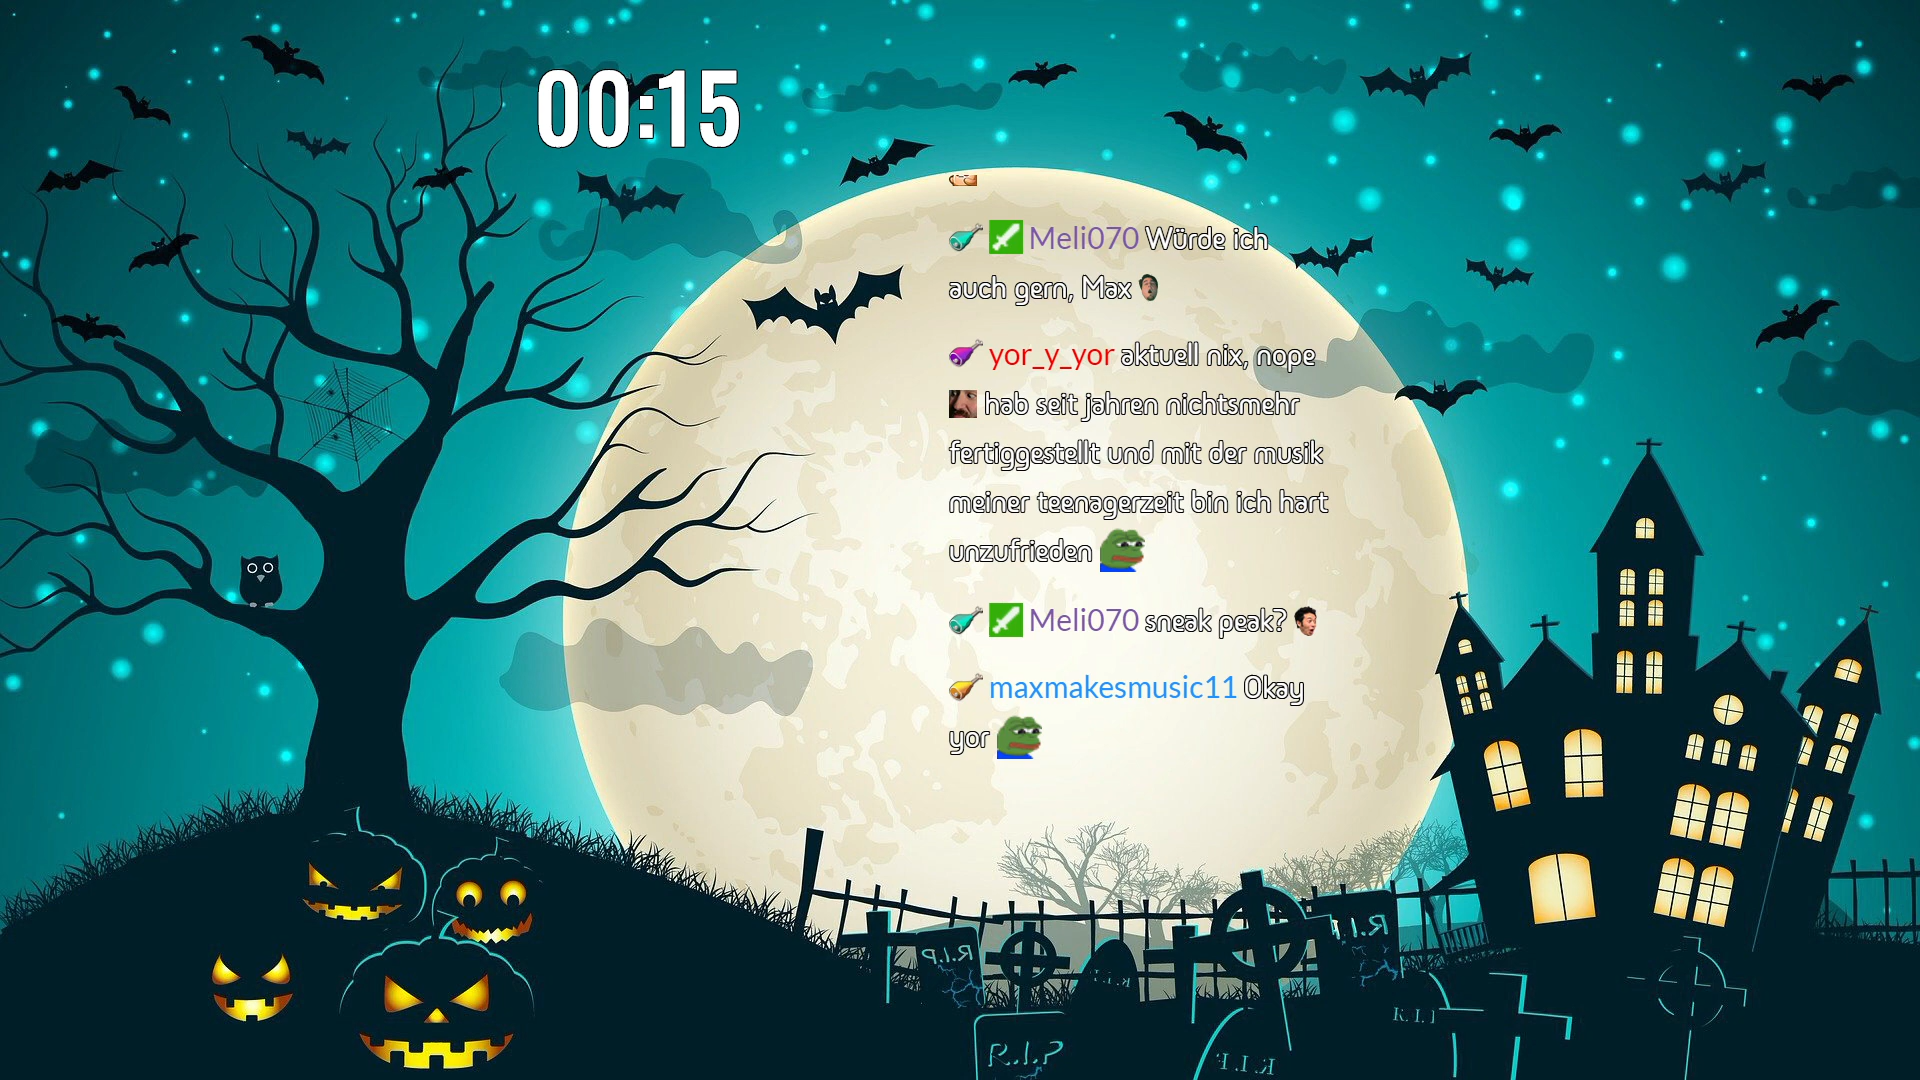 00:15
Meli070 Würde ich
auch gern, Max
yor_y_yor aktuell nix, nope
hab seit jahren nichtsmehr
fertiggestellt und mit der musik
meiner teenagerzeit bin ich hart
unzufrieden
Meli070 sneak peak?
maxmakesmusic11 Okay
yor
R.I.P
R.I.P
R.I.P
R.I.P